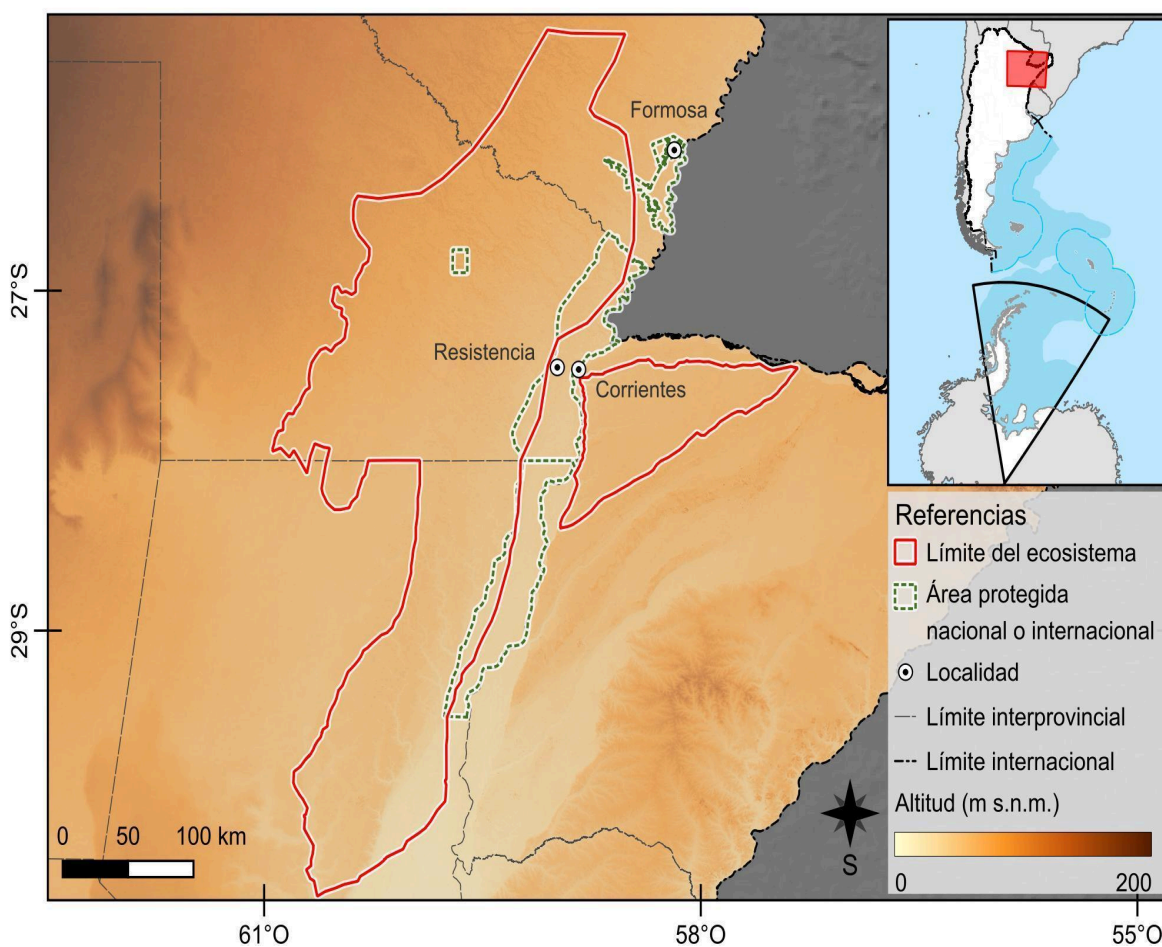 Formosa
Resistencia
Corrientes
27°S
29°S
0 50 100 km
S
61°O
58°O
55°O
Referencias
Límite del ecosistema
Área protegida
nacional o internacional
Localidad
Límite interprovincial
Límite internacional
Altitud (m s.n.m.)
0 200